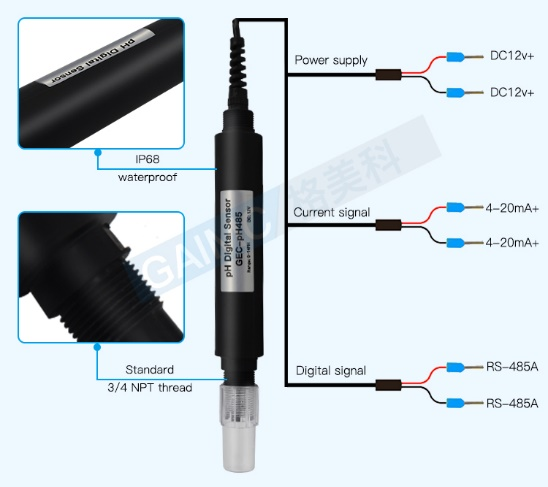 pH Digital Sensor
IP68
waterproof
Standard
3/4 NPT thread
pH Digital Sensor
GEC-pH485
Power supply
DC12v+
DC12v+
Current signal
4-20mA+
4-20mA+
Digital signal
RS-485A
RS-485A
格美科